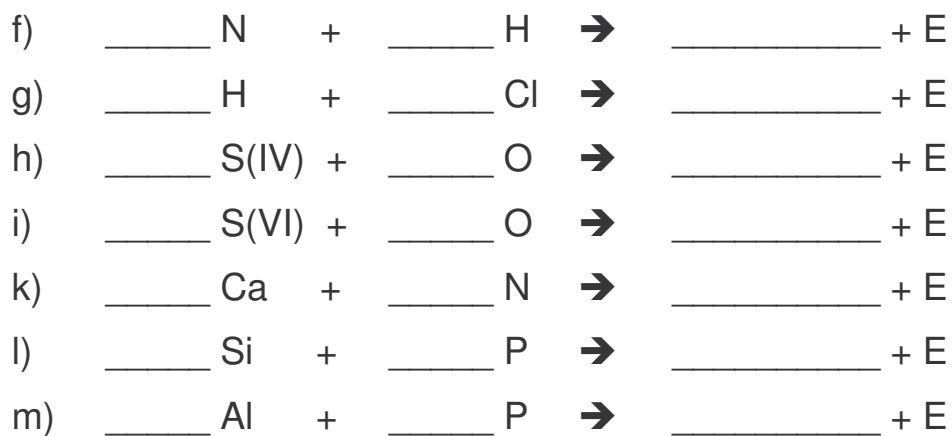 f) _____ N + _____ H ➔ __________ + E
g) _____ H + _____ Cl ➔ __________ + E
h) _____ S(IV) + _____ O ➔ __________ + E
i) _____ S(VI) + _____ O ➔ __________ + E
k) _____ Ca + _____ N ➔ __________ + E
l) _____ Si + _____ P ➔ __________ + E
m) _____ Al + _____ P ➔ __________ + E